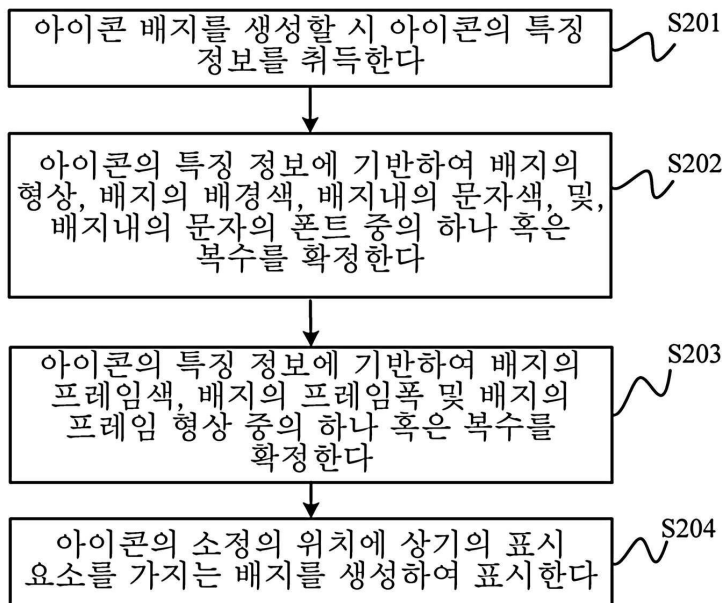 아이콘 배지를 생성할 시 아이콘의 특징
정보를 취득한다
S201
아이콘의 특징 정보에 기반하여 배지의
형상, 배지의 배경색, 배지내의 문자색, 및,
배지내의 문자의 폰트 중의 하나 혹은
복수를 확정한다
S202
아이콘의 특징 정보에 기반하여 배지의
프레임색, 배지의 프레임폭 및 배지의
프레임 형상 중의 하나 혹은 복수를
확정한다
S203
아이콘의 소정의 위치에 상기의 표시
요소를 가지는 배지를 생성하여 표시한다
S204